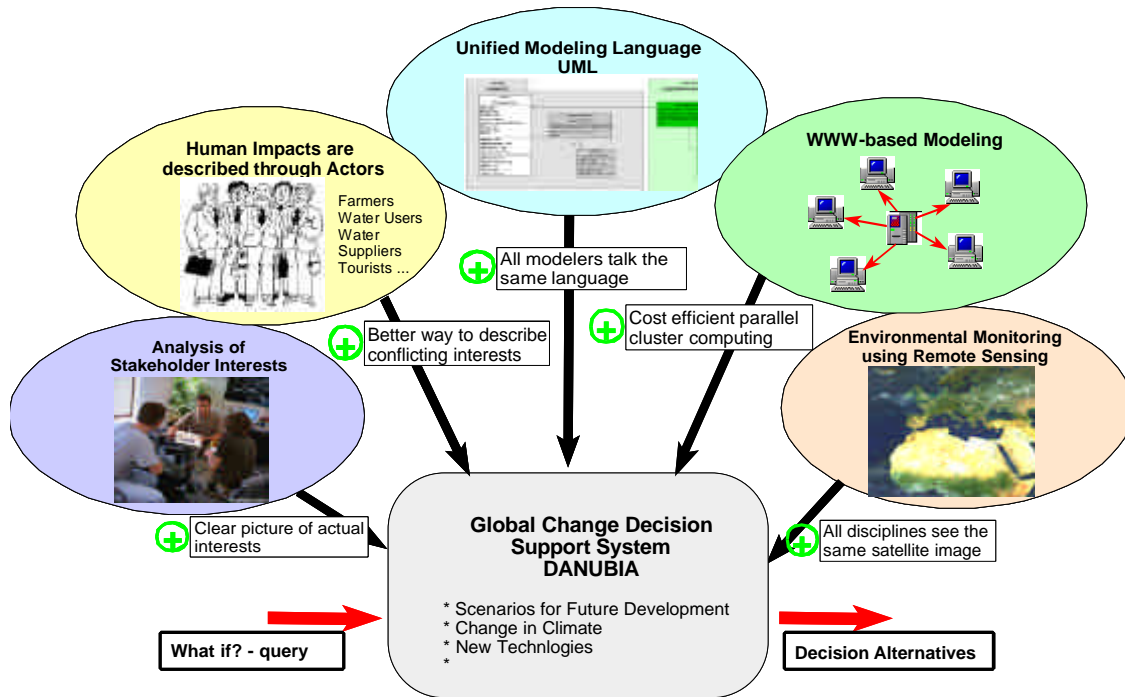 Unified Modeling Language
UML
Human Impacts are
described through Actors
Farmers
Water Users
Water
Suppliers
Tourists ...
WWW-based Modeling
All modelers talk the
same language
Better way to describe
conflicting interests
Cost efficient parallel
cluster computing
Analysis of
Stakeholder Interests
Environmental Monitoring
using Remote Sensing
Clear picture of actual
interests
All disciplines see the
same satellite image
Global Change Decision
Support System
DANUBIA
* Scenarios for Future Development
* Change in Climate
* New Technlogies
*
What if? - query
Decision Alternatives